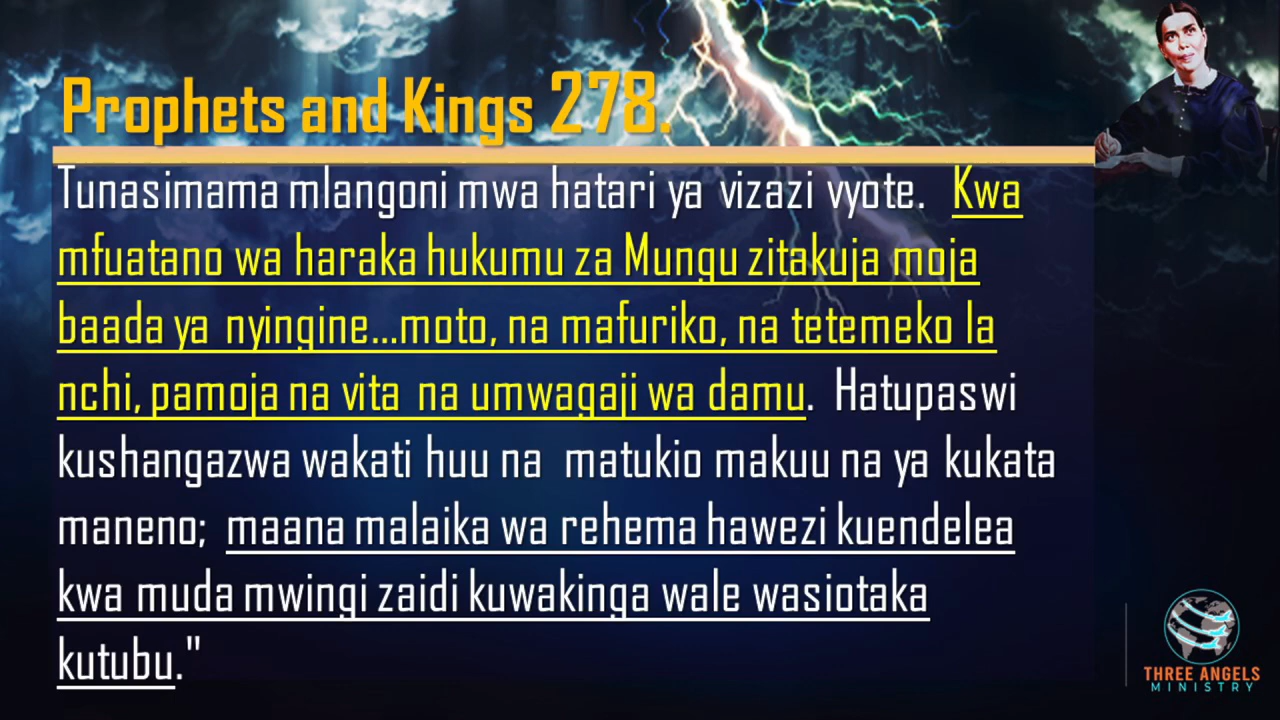 Prophets and Kings 278.
Tunasimama mlangoni mwa hatari ya vizazi vyote. Kwa
mfuatano wa haraka hukumu za Mungu zitakuja moja
baada ya nyingine...moto, na mafuriko, na tetemeko la
nchi, pamoja na vita na umwagaji wa damu. Hatupaswi
kushangazwa wakati huu na matukio makuu na ya kukata
maneno; maana malaika wa rehema hawezi kuendelea
kwa muda mwingi zaidi kuwakinga wale wasiotaka
kutubu."
THREE ANGELS
MINISTRY